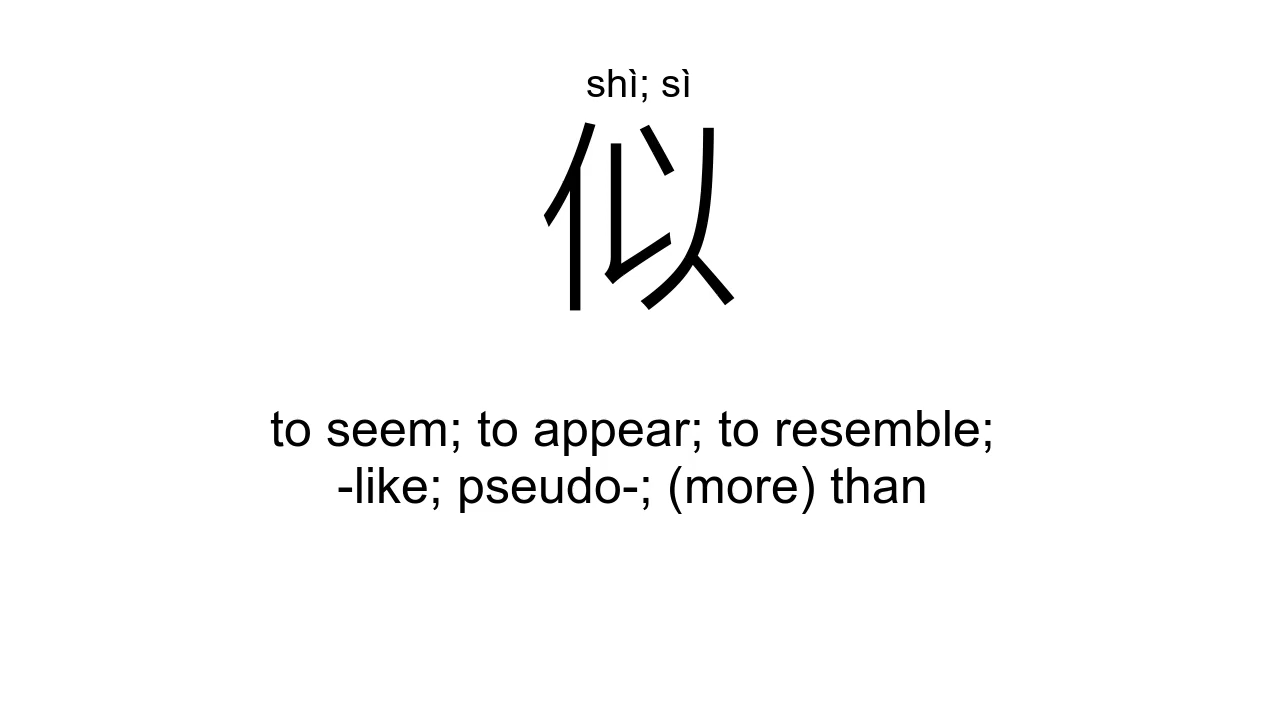 shì; sì
似
to seem; to appear; to resemble;
-like; pseudo-; (more) than